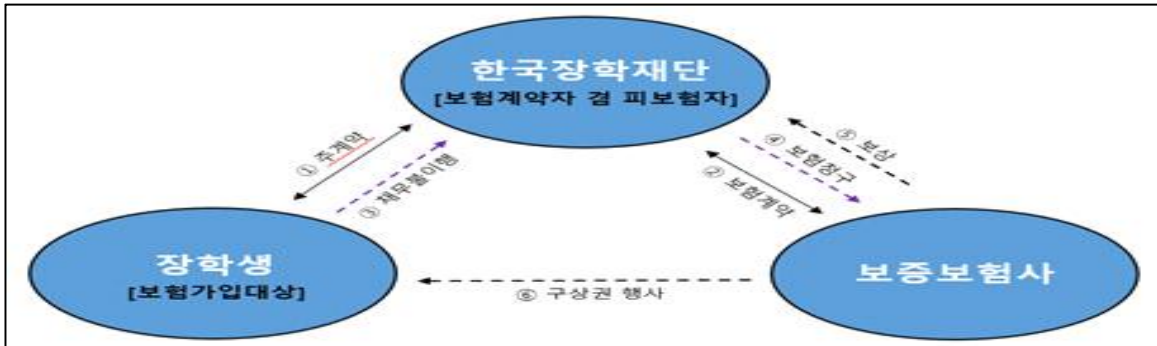 한국장학재단
[보험계약자 겸 피보험자]
① 주계약
③ 채무불이행
⑤ 보상
④ 보험청구
② 보험계약
장학생
[보험가입대상]
보증보험사
⑥ 구상권 행사